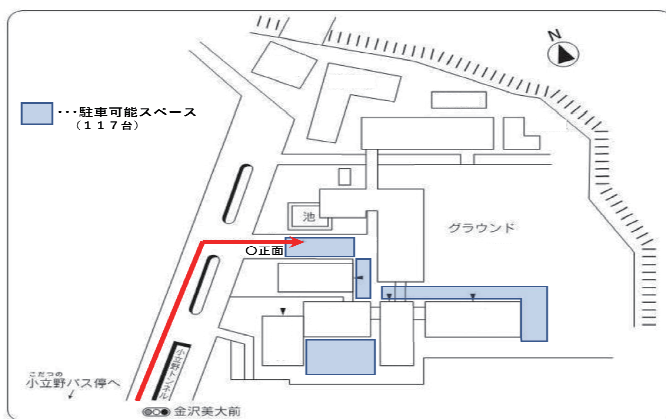 N
・・・駐車可能スペース
（１１７台）
池
グラウンド
○正面
小立野トンネル
こだつの
小立野バス停へ
金沢美大前